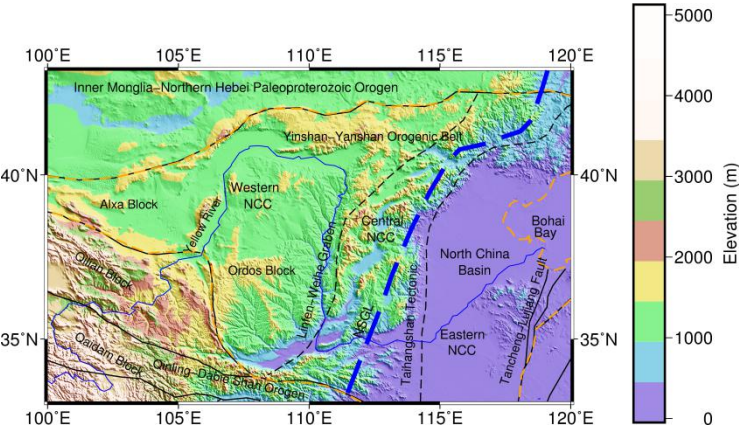 100˚E 105˚E 110˚E 115˚E 120˚E
5000
Inner Monglia−Northern Hebei Paleoproterozoic Orogen
4000
Yinshan−Yanshan Orogenic Belt
40˚N 40˚N
3000
Western
NCC
Alxa Block
Yellow River
Central
NCC
Bohai
Bay
Elevation (m)
Qilian Block
Ordos Block
Linfen−Weihe Graben
North China
Basin
2000
NSGL
Taihangshan Tectonic
Tancheng−Lujiang Fault
1000
35˚N 35˚N
Eastern
NCC
Qaidam Block
Qinling−Dabie Shan Orogen
0
100˚E 105˚E 110˚E 115˚E 120˚E